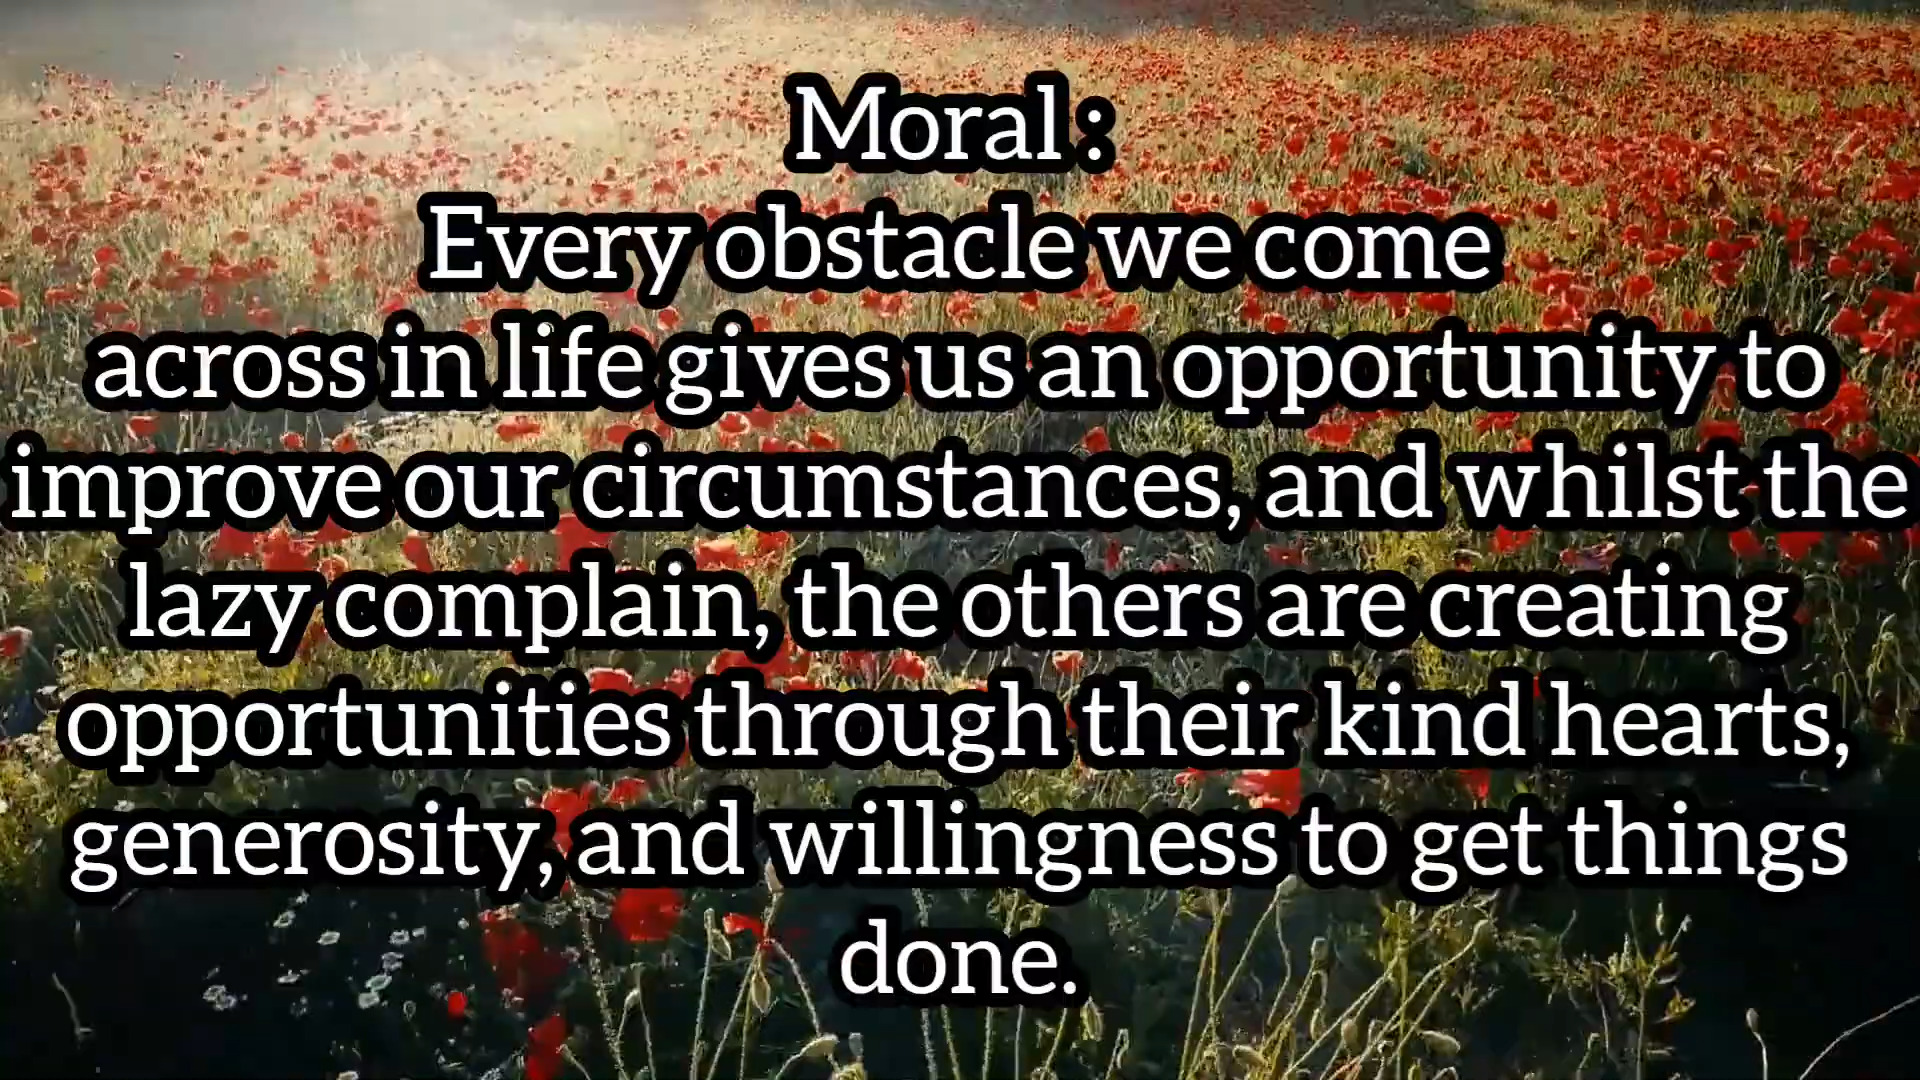 Moral :
Every obstacle we come
across in life gives us an opportunity to
improve our circumstances, and whilst the
lazy complain, the others are creating
opportunities through their kind hearts,
generosity, and willingness to get things
done.